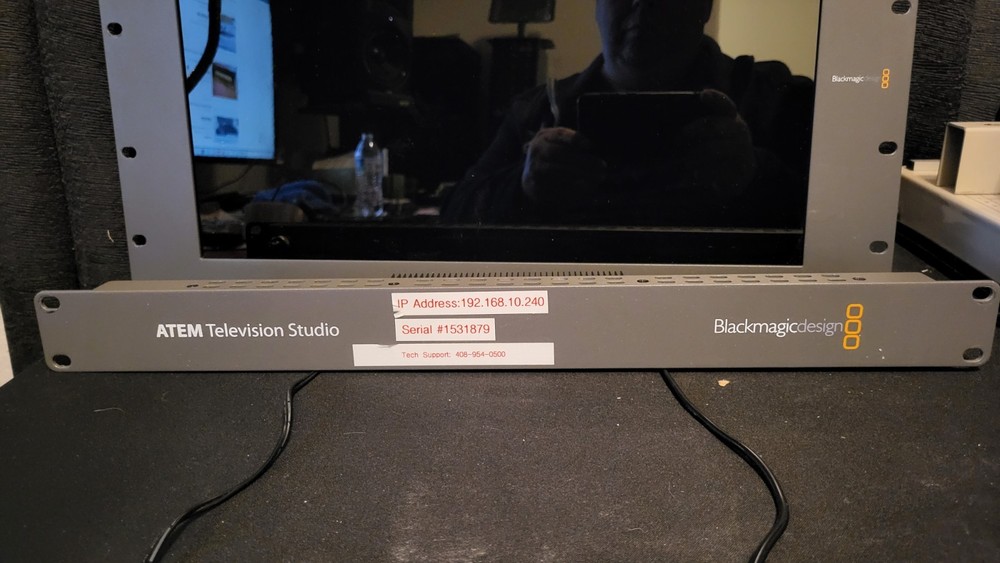 Blackmagicdesign
IP Address:192.168.10.240
ATEM Television Studio
Serial #1531879
Blackmagicdesign
Tech Support: 408-954-0500